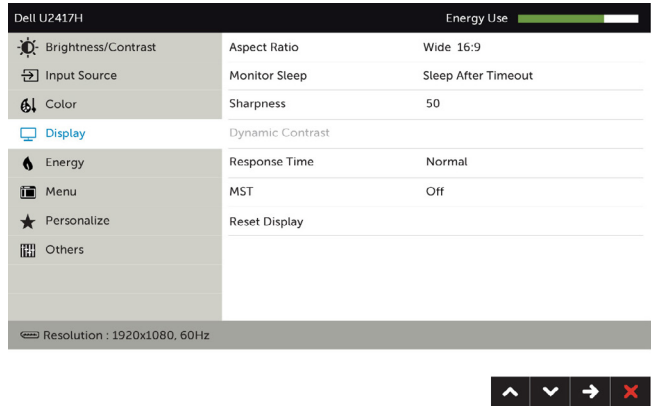 Dell U2417H Energy Use
Brightness/Contrast Aspect Ratio Wide 16:9
Input Source Monitor Sleep Sleep After Timeout
Color Sharpness 50
Display Dynamic Contrast
Energy Response Time Normal
Menu MST Off
Personalize Reset Display
Others
Resolution : 1920x1080, 60Hz